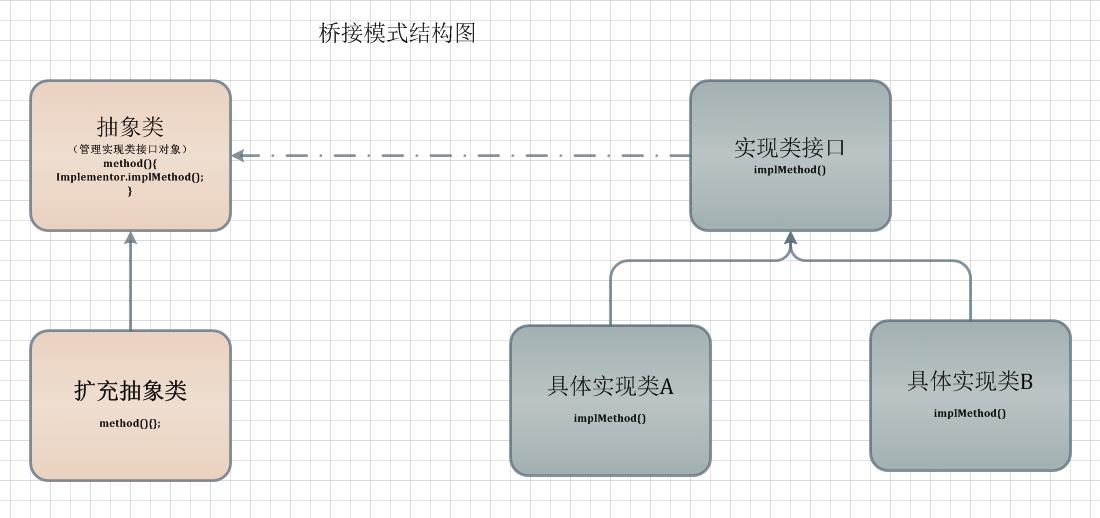 桥接模式结构图
抽象类
（管理实现类接口对象）
method(){
Implementor.implMethod();
}
实现类接口
implMethod()
扩充抽象类
method(){};
具体实现类A
implMethod()
具体实现类B
implMethod()